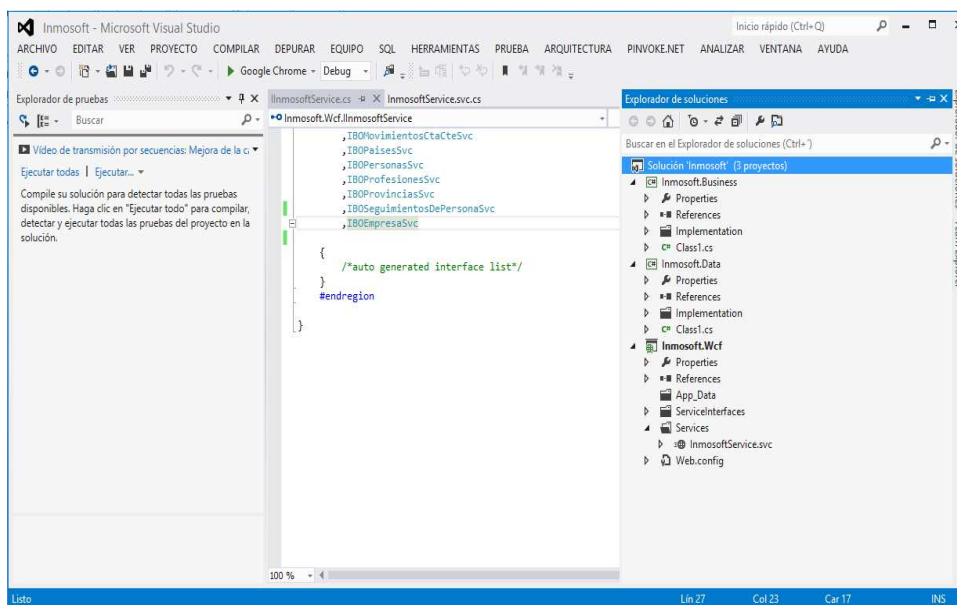 Inmosoft - Microsoft Visual Studio
Inicio rápido (Ctrl+Q)
ARCHIVO EDITAR VER PROYECTO COMPILAR DEPURAR EQUIPO SQL HERRAMIENTAS PRUEBA ARQUITECTURA PINVOKE.NET ANALIZAR VENTANA AYUDA
Google Chrome Debug
Explorador de pruebas
Buscar
Vídeo de transmisión por secuencias: Mejora de la c
Ejecutar todas | Ejecutar...
Compile su solución para detectar todas las pruebas
disponibles. Haga clic en "Ejecutar todo" para compilar,
detectar y ejecutar todas las pruebas del proyecto en la
solución.
IInmosoftService.cs InmosoftService.svc.cs
Inmosoft.Wcf.IInmosoftService
,IBOMovimientosCtaCteSvc
,IBOPaisesSvc
,IBOPersonasSvc
,IBOProfesionesSvc
,IBOProvinciasSvc
,IBOSeguimientosDePersonaSvc
,IBOEmpresaSvc
{
/*auto generated interface list*/
}
#endregion
}
100 %
Explorador de soluciones
Buscar en el Explorador de soluciones (Ctrl+')
Solución 'Inmosoft' (3 proyectos)
Inmosoft.Business
Properties
References
Implementation
Class1.cs
Inmosoft.Data
Properties
References
Implementation
Class1.cs
Inmosoft.Wcf
Properties
References
App_Data
ServiceInterfaces
Services
InmosoftService.svc
Web.config
Listo Lín 27 Col 23 Car 17 INS